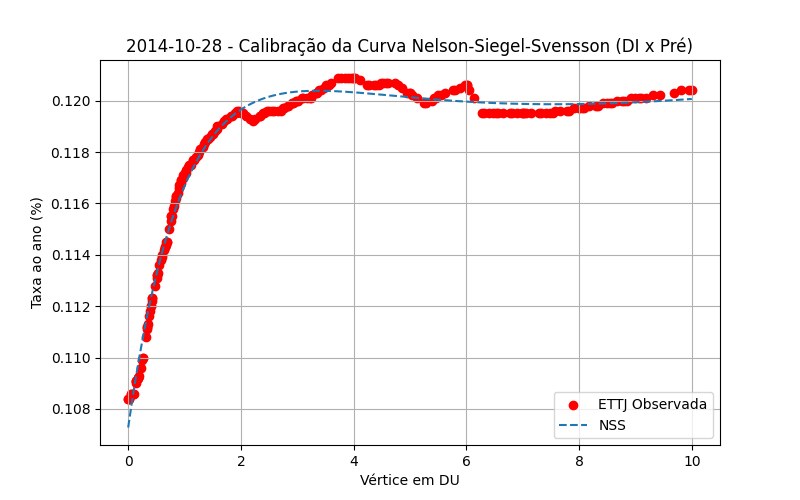 2014-10-28 - Calibração da Curva Nelson-Siegel-Svensson (DI x Pré)
Taxa ao ano (%)
0.120
0.118
0.116
0.114
0.112
0.110
0.108
ETTJ Observada
NSS
0 2 4 6 8 10
Vértice em DU